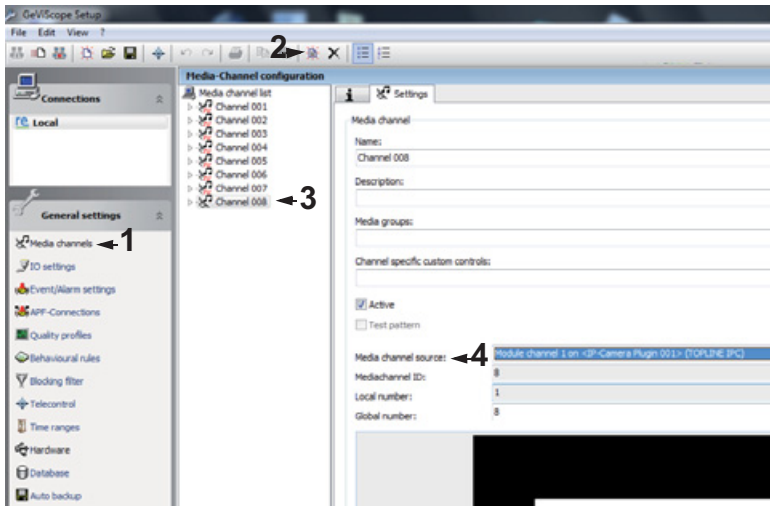 GeViScope Setup
File Edit View ?
2
Connections
Local
General settings
Media channels 1
IO settings
Event/Alarm settings
APF-Connections
Quality profiles
Behavioural rules
Blocking filter
Telecontrol
Time ranges
Hardware
Database
Auto backup
Media-Channel configuration
Media channel list
Channel 001
Channel 002
Channel 003
Channel 004
Channel 005
Channel 006
Channel 007
Channel 008 3
i Settings
Media channel
Name:
Channel 008
Description:
Media groups:
Channel specific custom controls:
Active
Test pattern
Media channel source: 4 Module channel 1 on <IP-Camera Plugin 001> (TOPLINE IPC)
Mediachannel ID: 8
Local number: 1
Global number: 8